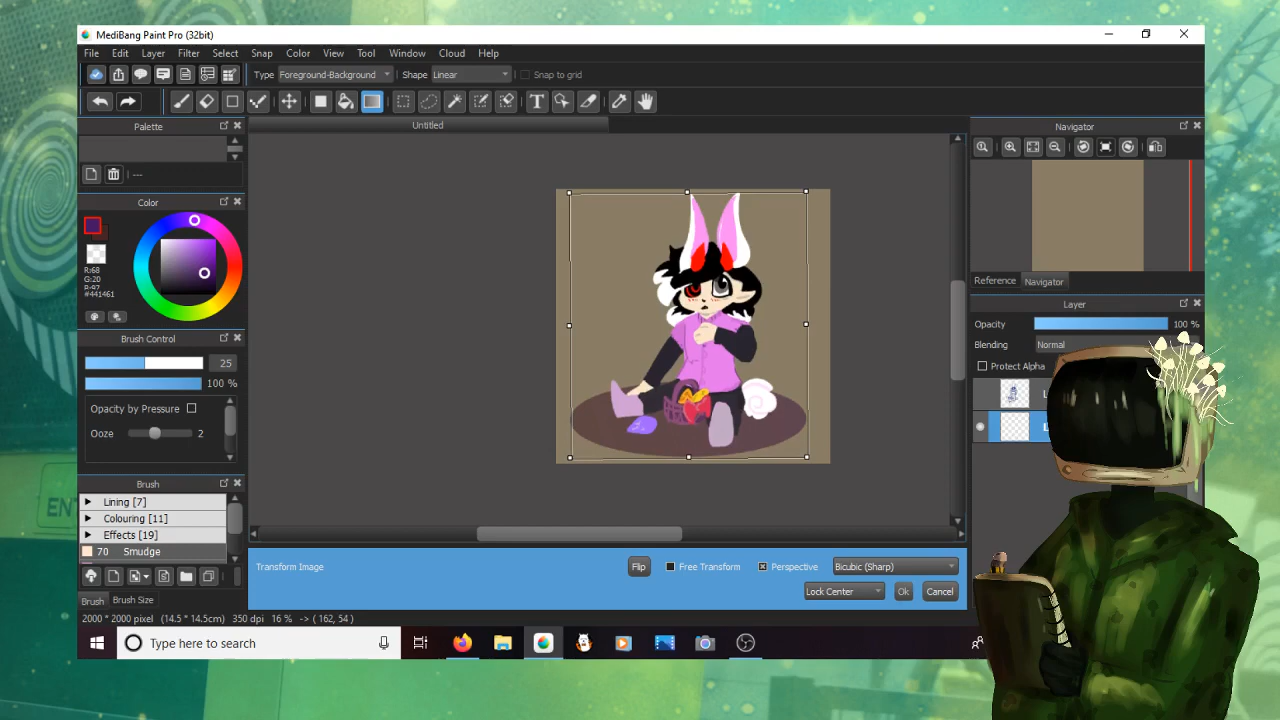 MediBang Paint Pro (32bit)
File Edit Layer Filter Select Snap Color View Tool Window Cloud Help
Type Foreground-Background Shape Linear Snap to grid
T
Palette
Untitled
Navigator
---
Color
R:68
G:20
B:97
#441461
Reference Navigator
Layer
Opacity 100 %
Blending Normal
Protect Alpha
Brush Control
25
100 %
Opacity by Pressure
Ooze 2
Brush
Lining [7]
Colouring [11]
Effects [19]
70 Smudge
Brush Brush Size
Transform Image
Flip Free Transform Perspective Bicubic (Sharp)
Lock Center Ok Cancel
2000 * 2000 pixel (14.5 * 14.5cm) 350 dpi 16 % -> ( 162, 54 )
Type here to search